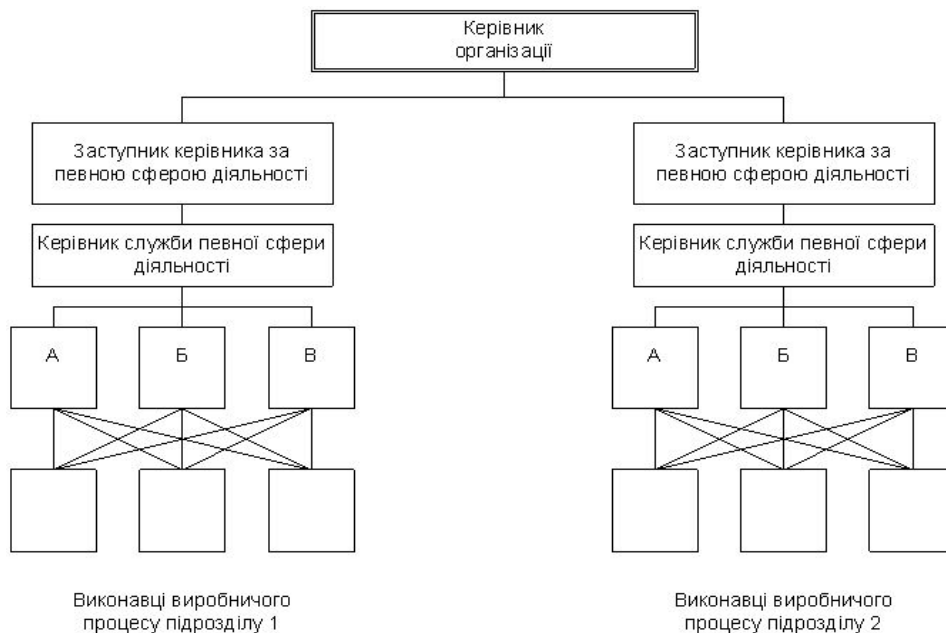 Керівник
організації
Заступник керівника за
певною сферою діяльності
Заступник керівника за
певною сферою діяльності
Керівник служби певної сфери
діяльності
Керівник служби певної сфери
діяльності
А
Б
В
А
Б
В
Виконавці виробничого
процесу підрозділу 1
Виконавці виробничого
процесу підрозділу 2